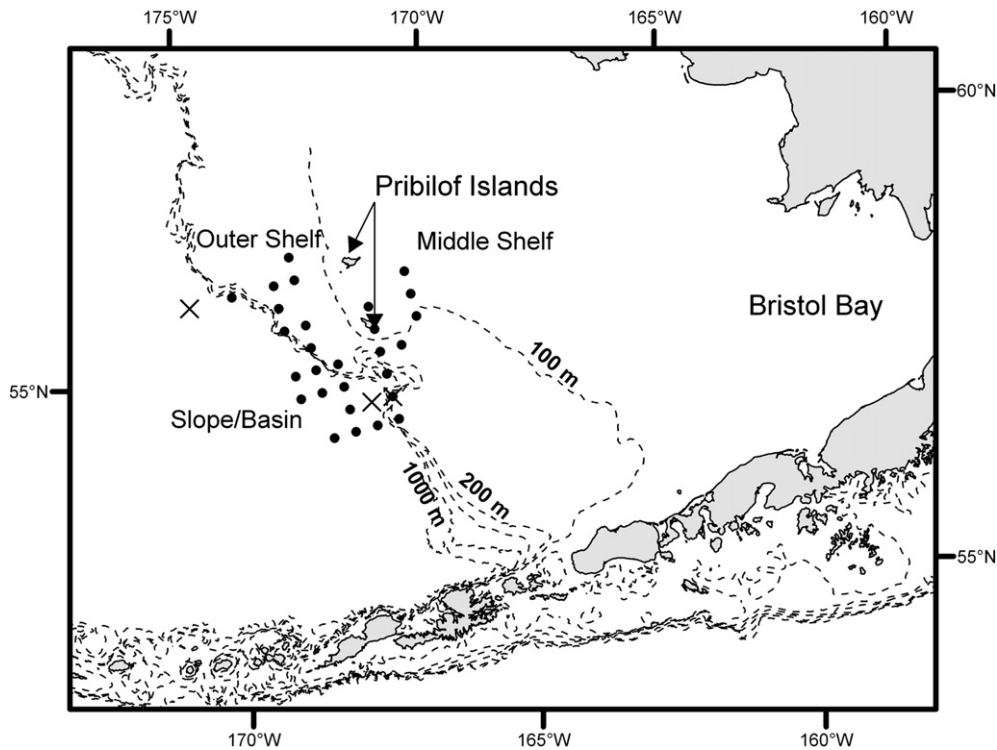 175°W 170°W 165°W 160°W
60°N
Pribilof Islands
Outer Shelf
Middle Shelf
Bristol Bay
100 m
55°N
Slope/Basin
1000 m
200 m
55°N
170°W 165°W 160°W